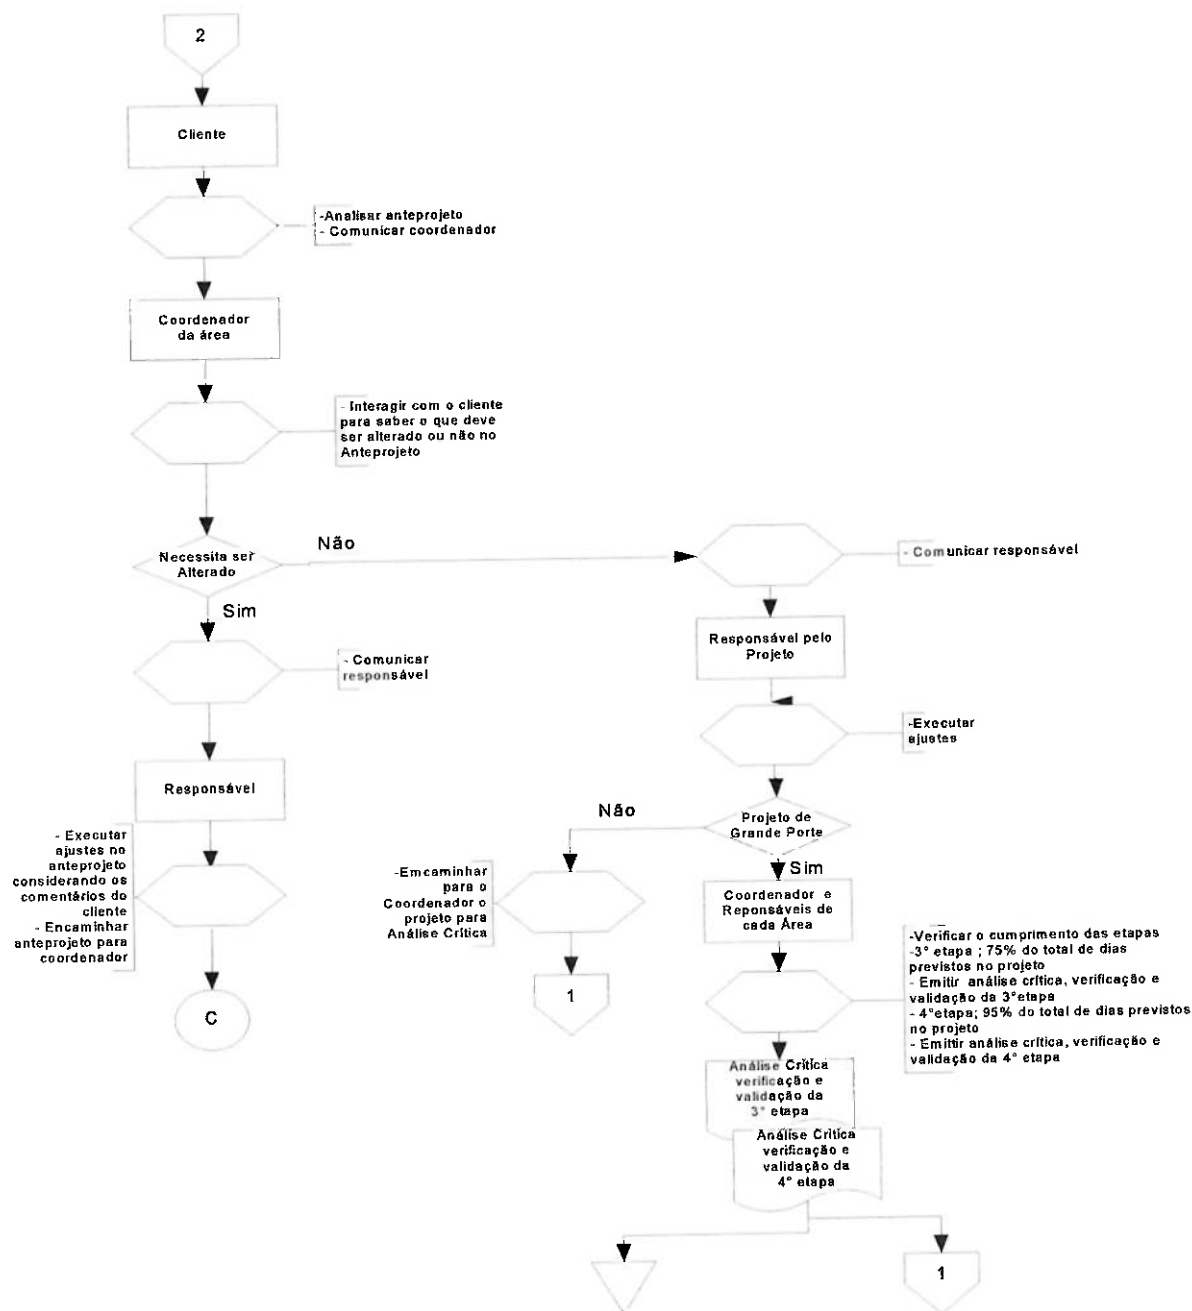 2
Cliente
-Analisar anteprojeto
- Comunicar coordenador
Coordenador
da área
- Interagir com o cliente
para saber o que deve
ser alterado ou não no
Anteprojeto
Necessita ser
Alterado
Não
Sim
- Comunicar responsável
Responsável pelo
Projeto
- Comunicar
responsável
-Executar
ajustes
Responsável
- Executar
ajustes no
anteprojeto
considerando os
comentários do
cliente
- Encaminhar
anteprojeto para
coordenador
C
Projeto de
Grande Porte
Não
Sim
-Emcaminhar
para o
Coordenador o
projeto para
Análise Crítica
1
Coordenador e
Reponsáveis de
cada Área
-Verificar o cumprimento das etapas
-3° etapa ; 75% do total de dias
previstos no projeto
- Emitir análise crítica, verificação e
validação da 3°etapa
- 4°etapa; 95% do total de dias previstos
no projeto
- Emittir análise crítica, verificação e
validação da 4° etapa
Análise Crítica
verificação e
validação da
3° etapa
Análise Crítica
verificação e
validação da
4° etapa
1